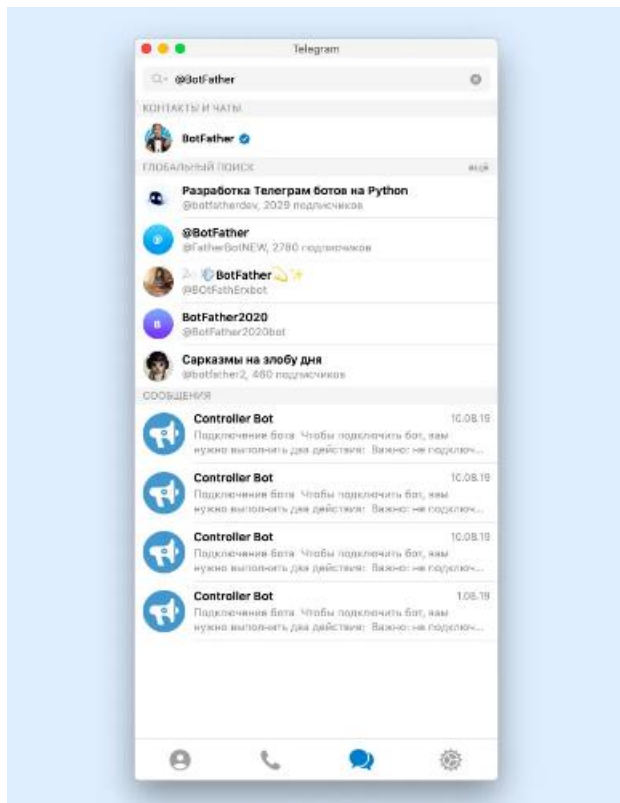 Telegram
@BotFather
КОНТАКТЫ И ЧАТЫ
BotFather
ГЛОБАЛЬНЫЙ ПОИСК ещё
Разработка Телеграм ботов на Python
@botfatherdev, 2029 подписчиков
@BotFather
@FatherBotNEW, 2780 подписчиков
BotFather
@BOtFathErxbot
BotFather2020
@BotFather2020bot
Сарказмы на злобу дня
@botfather2, 460 подписчиков
СООБЩЕНИЯ
Controller Bot 10.08.19
Подключение бота Чтобы подключить бот, вам
нужно выполнить два действия: Важно: не подключ...
Controller Bot 10.08.19
Подключение бота Чтобы подключить бот, вам
нужно выполнить два действия: Важно: не подключ...
Controller Bot 10.08.19
Подключение бота Чтобы подключить бот, вам
нужно выполнить два действия: Важно: не подключ...
Controller Bot 1.08.19
Подключение бота Чтобы подключить бот, вам
нужно выполнить два действия: Важно: не подключ...